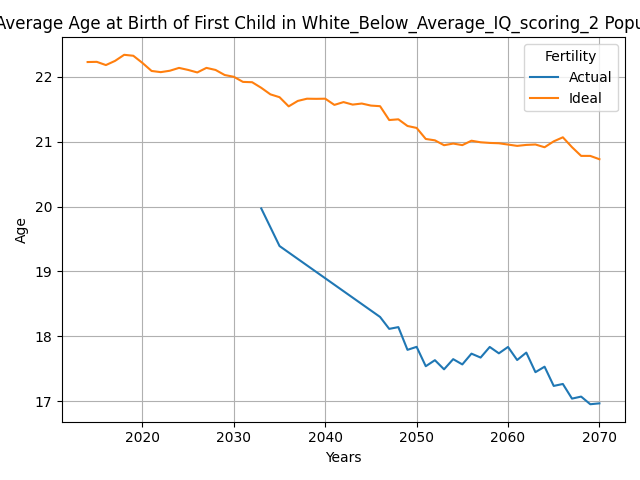 Average Age at Birth of First Child in White_Below_Average_IQ_scoring_2 Popu
Fertility
Actual
Ideal
22
21
20
19
18
17
Age
2020 2030 2040 2050 2060 2070
Years